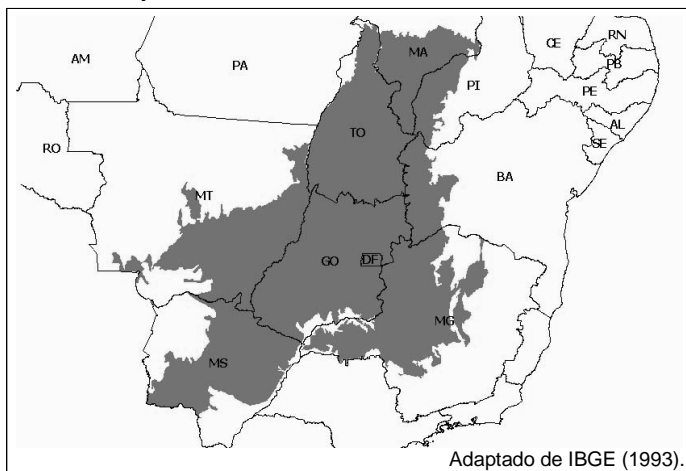 RN
CE
PB
AM
PA
MA
PI
PE
AL
TO
SE
RO
BA
MT
GO
DF
MG
MS
Adaptado de IBGE (1993).